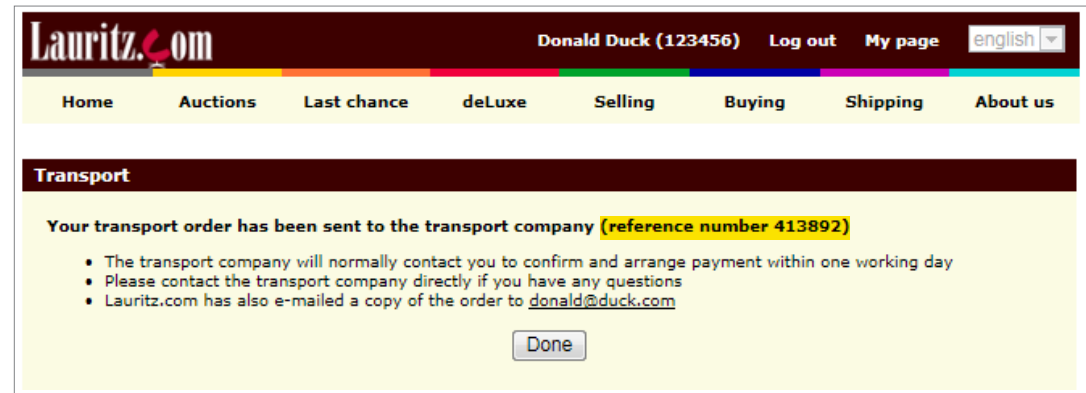 Lauritz.com
Donald Duck (123456) Log out My page english
Home Auctions Last chance deLuxe Selling Buying Shipping About us
Transport
Your transport order has been sent to the transport company (reference number 413892)
• The transport company will normally contact you to confirm and arrange payment within one working day
• Please contact the transport company directly if you have any questions
• Lauritz.com has also e-mailed a copy of the order to donald@duck.com
Done